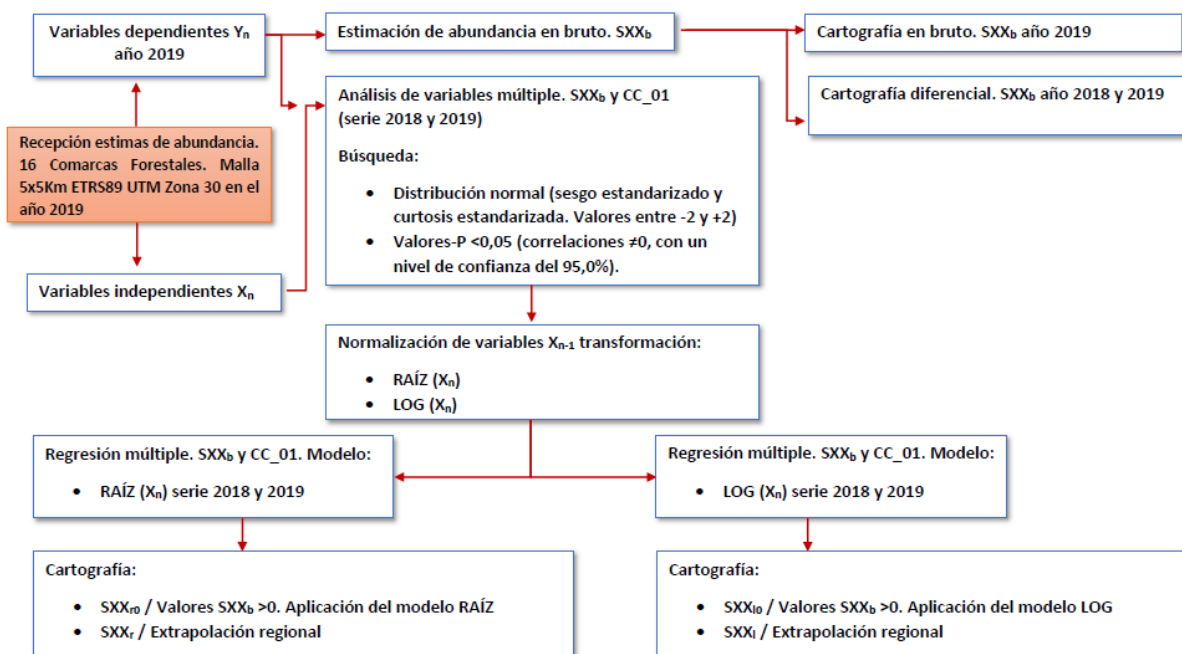 Variables dependientes Yn
año 2019
Estimación de abundancia en bruto. SXXb
Cartografía en bruto. SXXb año 2019
Cartografía diferencial. SXXb año 2018 y 2019
Recepción estimas de abundancia.
16 Comarcas Forestales. Malla
5x5Km ETRS89 UTM Zona 30 en el
año 2019
Variables independientes Xn
Análisis de variables múltiple. SXXb y CC_01
(serie 2018 y 2019)
Búsqueda:
• Distribución normal (sesgo estandarizado y
curtosis estandarizada. Valores entre -2 y +2)
• Valores-P <0,05 (correlaciones ≠0, con un
nivel de confianza del 95,0%).
Normalización de variables Xn-1 transformación:
• RAÍZ (Xn)
• LOG (Xn)
Regresión múltiple. SXXb y CC_01. Modelo:
• RAÍZ (Xn) serie 2018 y 2019
Regresión múltiple. SXXb y CC_01. Modelo:
• LOG (Xn) serie 2018 y 2019
Cartografía:
• SXXr0 / Valores SXXb >0. Aplicación del modelo RAÍZ
• SXXr / Extrapolación regional
Cartografía:
• SXXl0 / Valores SXXb >0. Aplicación del modelo LOG
• SXXl / Extrapolación regional